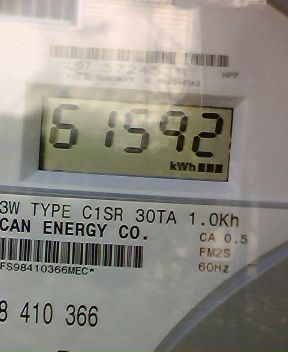 61592
kWh
3W TYPE C1SR 30TA 1.0Kh
CAN ENERGY CO.
CA 0.5
FM2S
60Hz
FS98410366MEC*
8 410 366